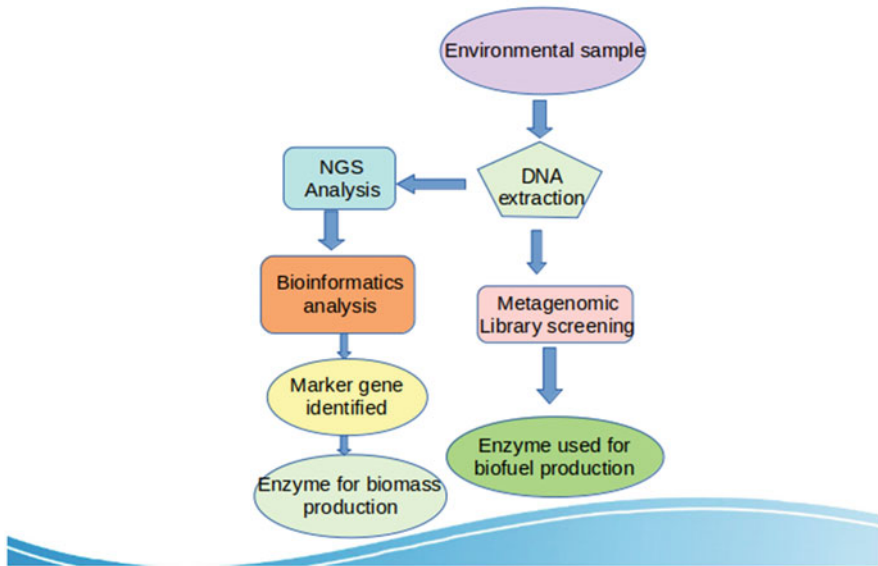 Environmental sample
DNA
extraction
NGS
Analysis
Bioinformatics
analysis
Marker gene
identified
Enzyme for biomass
production
Metagenomic
Library screening
Enzyme used for
biofuel production